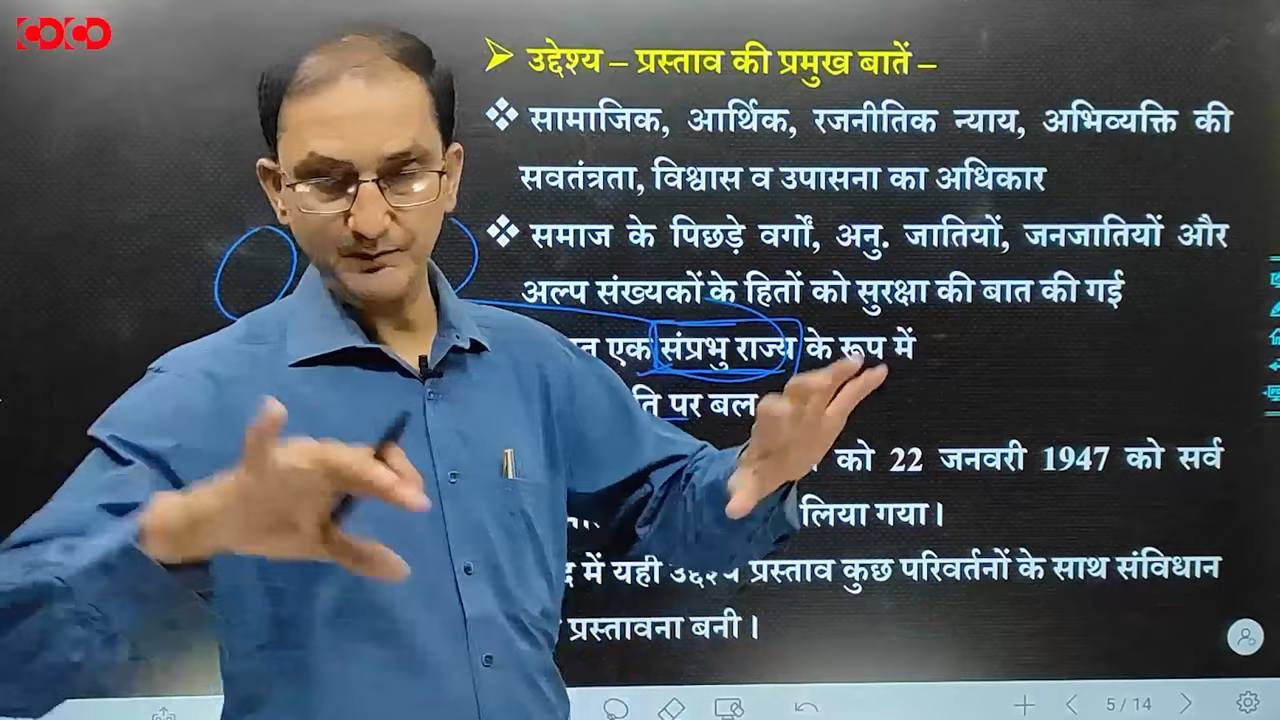 ➤ उद्देश्य – प्रस्ताव की प्रमुख बातें –
❖ सामाजिक, आर्थिक, रजनीतिक न्याय, अभिव्यक्ति की
सवतंत्रता, विश्वास व उपासना का अधिकार
❖ समाज के पिछड़े वर्गों, अनु. जातियों, जनजातियों और
अल्प संख्यकों के हितों को सुरक्षा की बात की गई
एक संप्रभु राज्य के रूप में
पर बल
को 22 जनवरी 1947 को सर्व
लिया गया।
में यही उद्देश्य प्रस्ताव कुछ परिवर्तनों के साथ संविधान
प्रस्तावना बनी।
5 / 14